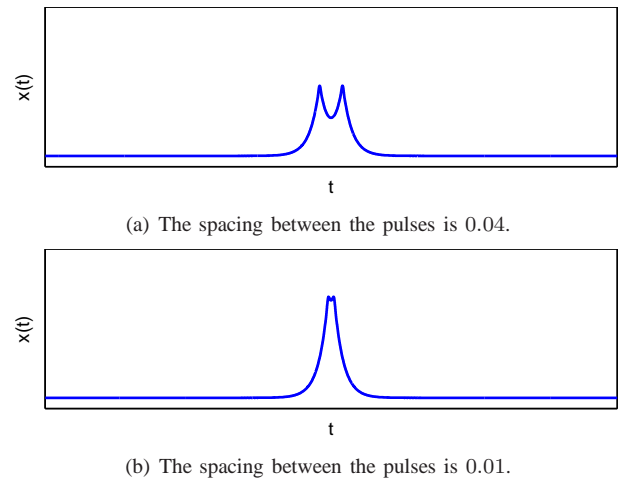 x(t)
t
(a) The spacing between the pulses is 0.04.
x(t)
t
(b) The spacing between the pulses is 0.01.